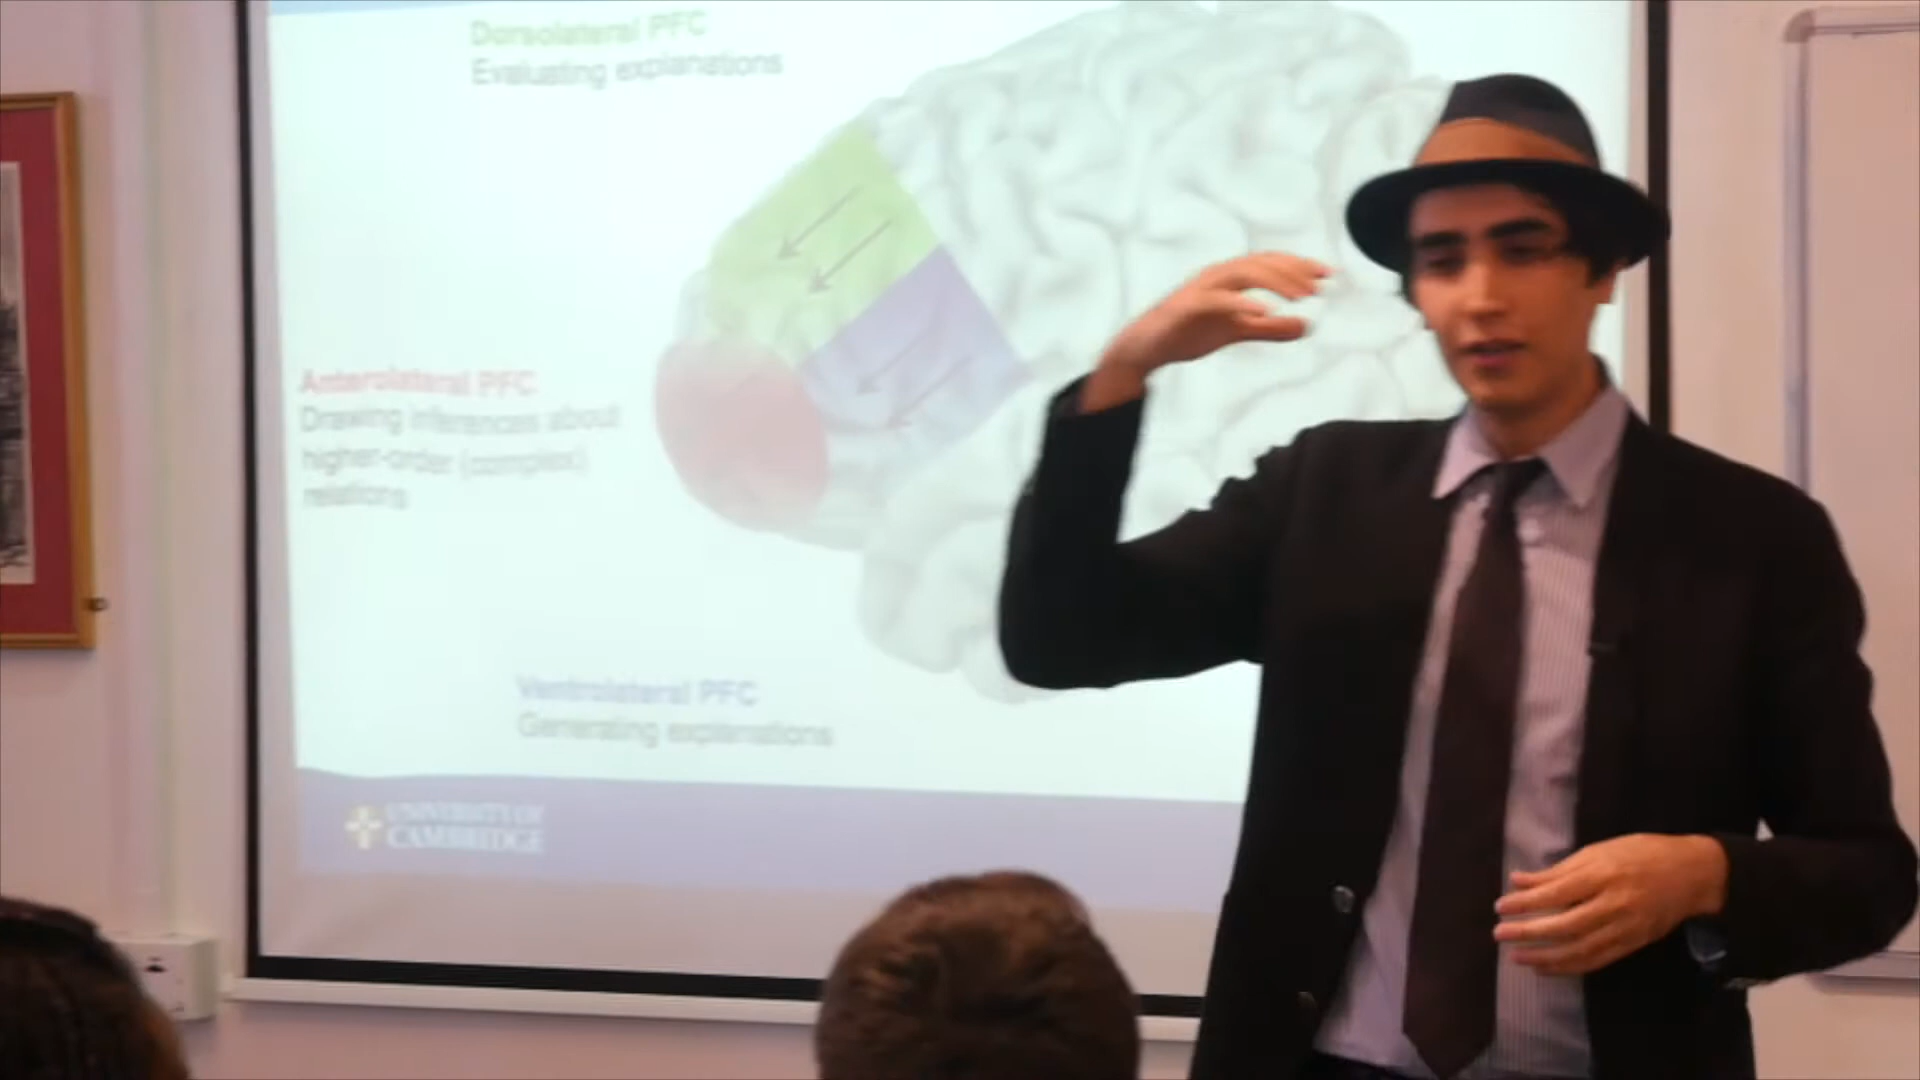 Dorsolateral PFC
Evaluating explanations
Anterolateral PFC
Drawing inferences about
higher-order (complex)
relations
Ventrolateral PFC
Generating explanations
UNIVERSITY OF
CAMBRIDGE